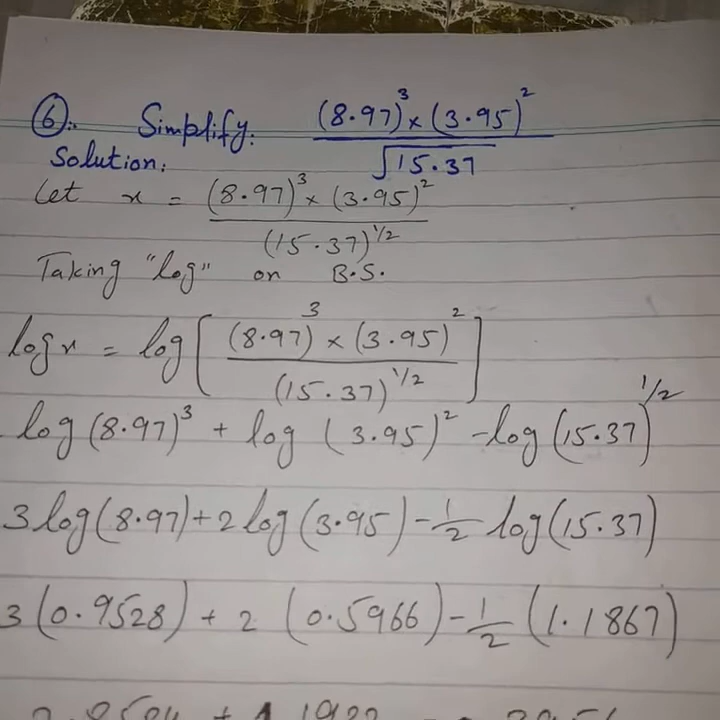 ⑥. Simplify: (8.97)³ × (3.95)² / √15.37
Solution:
Let x = (8.97)³ × (3.95)² / (15.37)^1/2
Taking "log" on B.S.
log x = log [ (8.97)³ × (3.95)² / (15.37)^1/2 ]
log (8.97)³ + log (3.95)² - log (15.37)^1/2
3 log (8.97) + 2 log (3.95) - 1/2 log (15.37)
3 (0.9528) + 2 (0.5966) - 1/2 (1.1867)